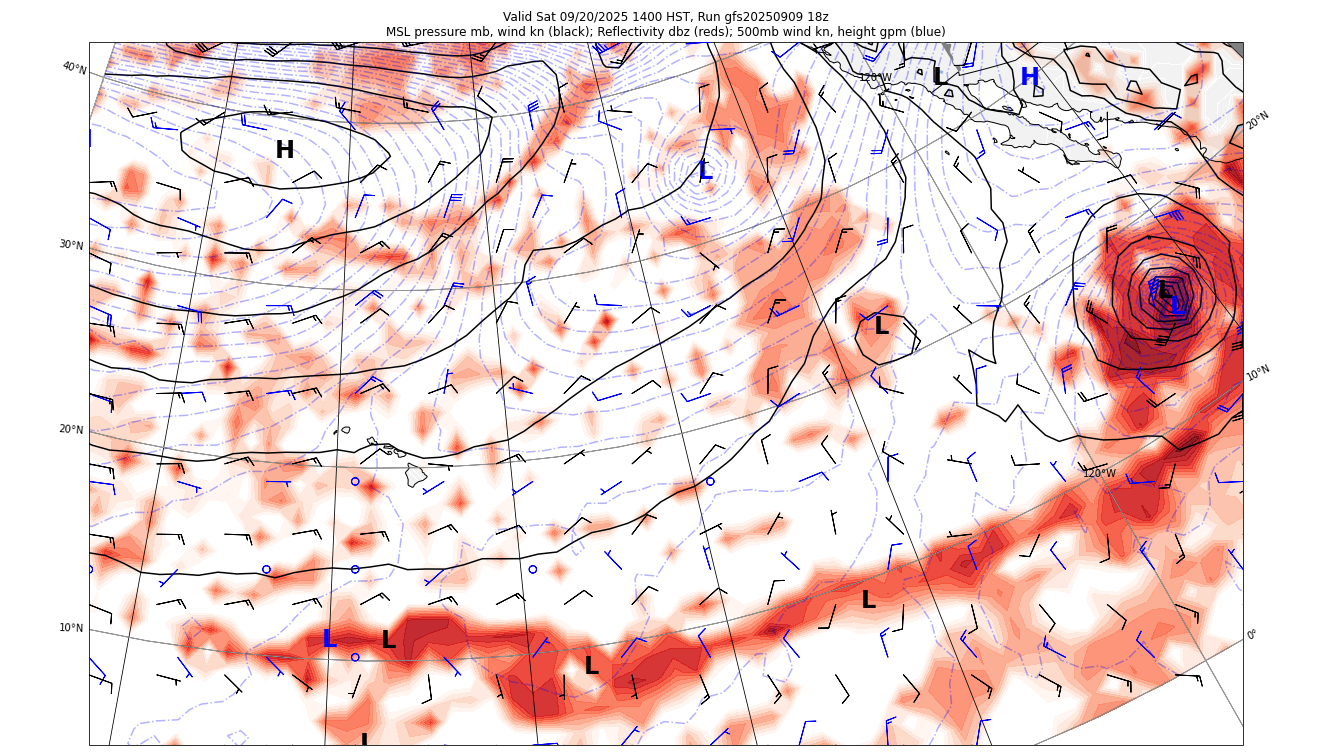 Valid Sat 09/20/2025 1400 HST, Run gfs20250909 18z
MSL pressure mb, wind kn (black); Reflectivity dbz (reds); 500mb wind kn, height gpm (blue)
40°N
120°W
L
H
20°N
H
L
30°N
L
L
L
10°N
20°N
120°W
L
10°N
L
L
L
0°
L